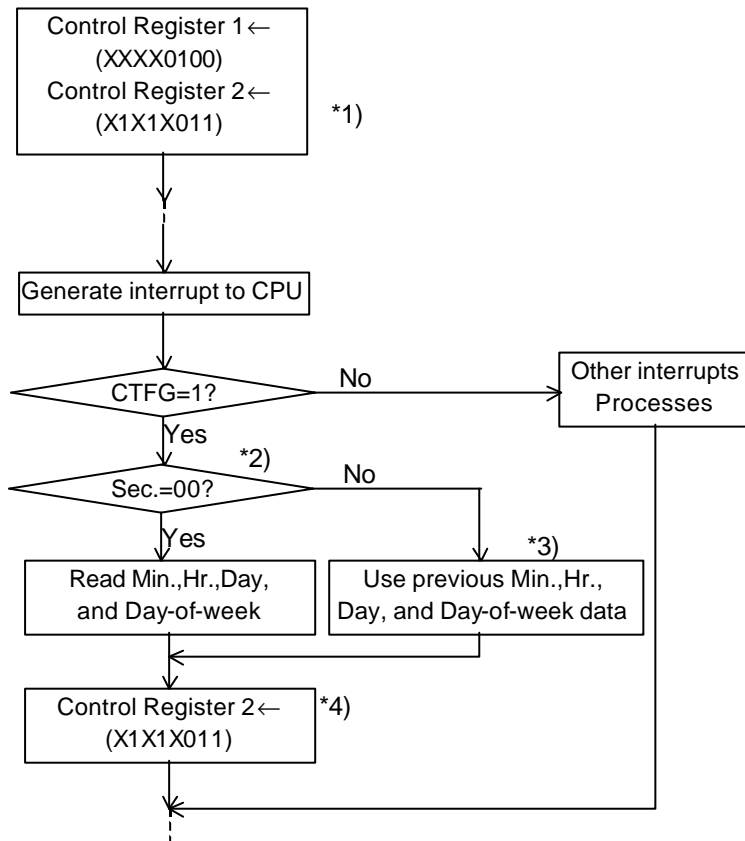 Control Register 1←
(XXXX0100)
Control Register 2←
(X1X1X011)
*1)
Generate interrupt to CPU
CTFG=1?
No
Other interrupts
Processes
Yes
*2)
Sec.=00?
No
Yes
*3)
Read Min.,Hr.,Day,
and Day-of-week
Use previous Min.,Hr.,
Day, and Day-of-week data
Control Register 2←
(X1X1X011)
*4)